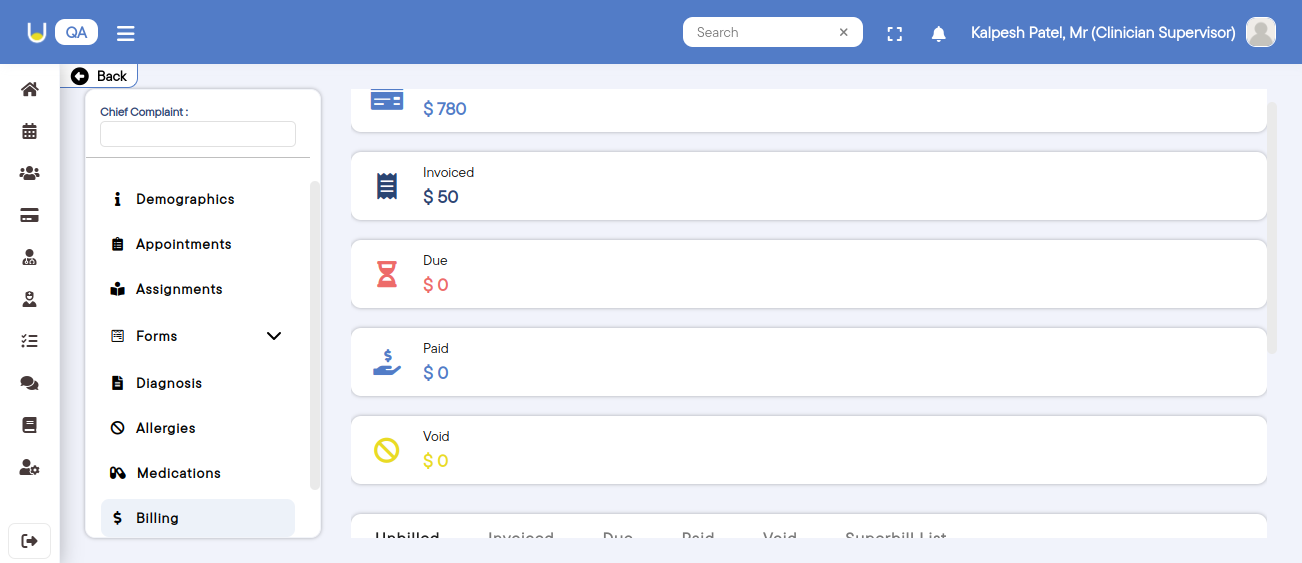 QA
Search
Kalpesh Patel, Mr (Clinician Supervisor)
Back
Chief Complaint :
Demographics
Appointments
Assignments
Forms
Diagnosis
Allergies
Medications
Billing
$ 780
Invoiced
$ 50
Due
$ 0
Paid
$ 0
Void
$ 0
Unbilled Invoiced Due Paid Void Superbill List